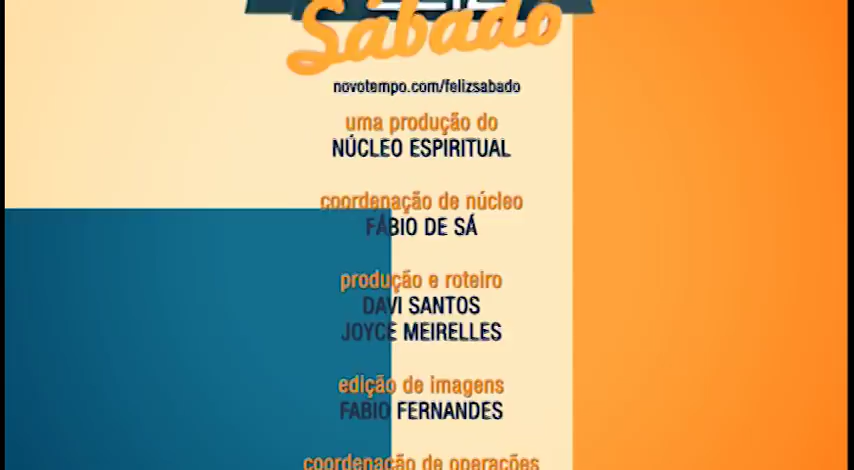 Sábado
novotempo.com/felizsabado
uma produção do
NÚCLEO ESPIRITUAL
coordenação de núcleo
FÁBIO DE SÁ
produção e roteiro
DAVI SANTOS
JOYCE MEIRELLES
edição de imagens
FABIO FERNANDES
coordenação de operações